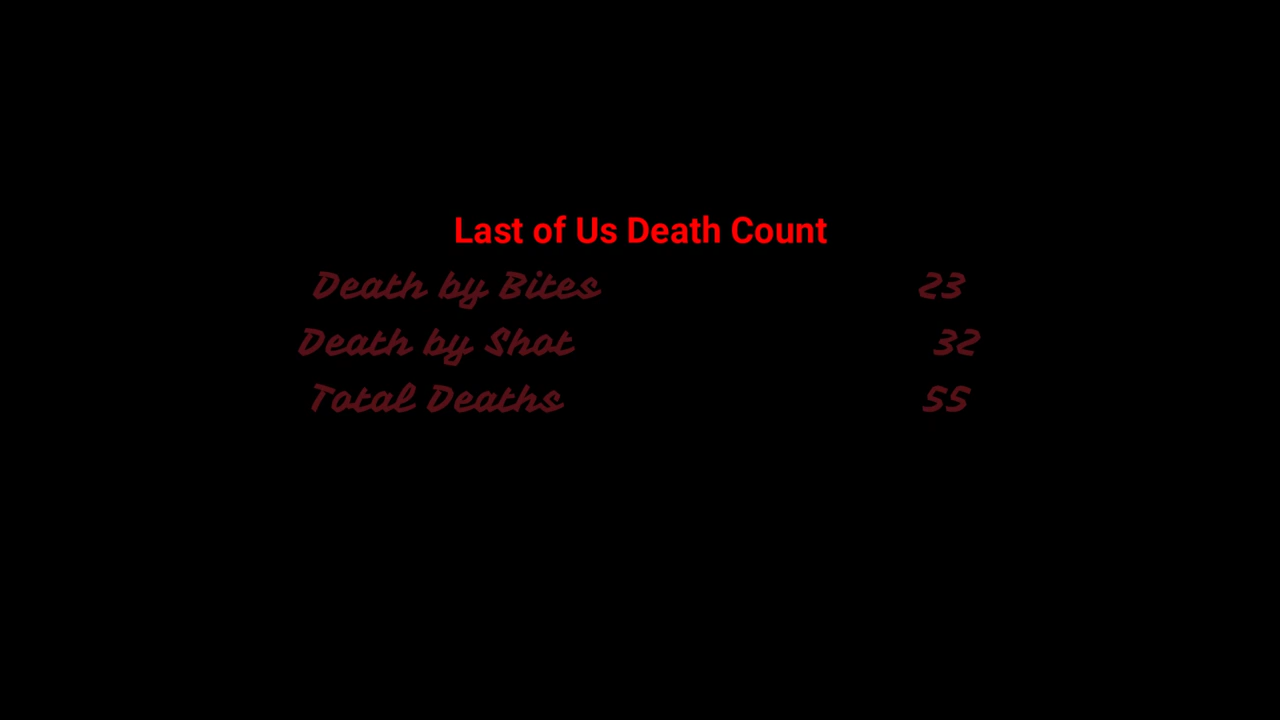 Last of Us Death Count
Death by Bites 23
Death by Shot 32
Total Deaths 55